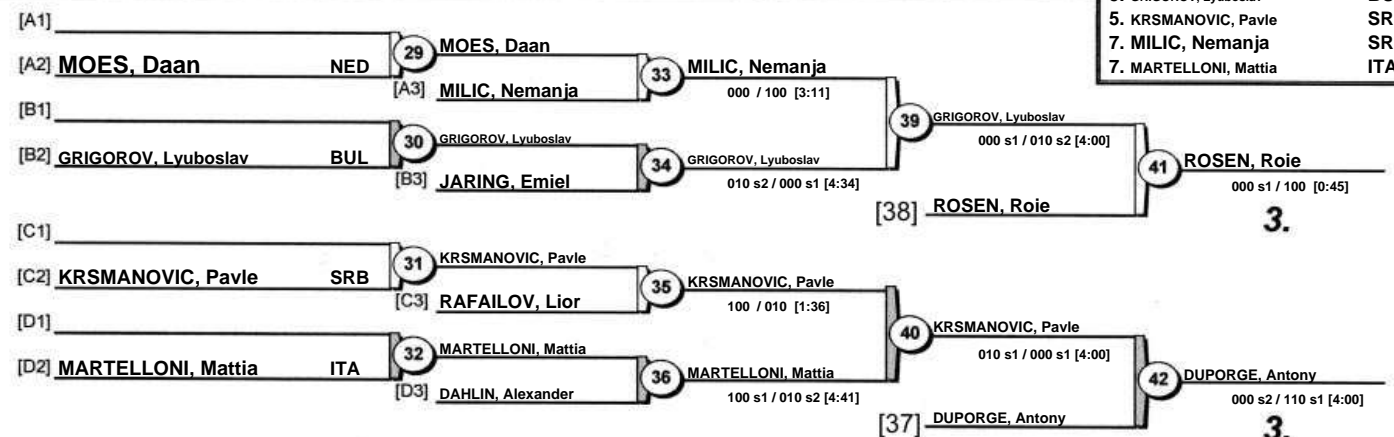 5. KRSMANOVIC, Pavle SR
7. MILIC, Nemanja SR
7. MARTELLONI, Mattia ITA
[A1]
[A2] MOES, Daan NED
29 MOES, Daan
[A3] MILIC, Nemanja
33 MILIC, Nemanja
000 / 100 [3:11]
[B1]
[B2] GRIGOROV, Lyuboslav BUL
30 GRIGOROV, Lyuboslav
[B3] JARING, Emiel
34 GRIGOROV, Lyuboslav
010 s2 / 000 s1 [4:34]
39 GRIGOROV, Lyuboslav
000 s1 / 010 s2 [4:00]
[38] ROSEN, Roie
41 ROSEN, Roie
000 s1 / 100 [0:45]
3.
[C1]
[C2] KRSMANOVIC, Pavle SRB
31 KRSMANOVIC, Pavle
[C3] RAFAILOV, Lior
35 KRSMANOVIC, Pavle
100 / 010 [1:36]
[D1]
[D2] MARTELLONI, Mattia ITA
32 MARTELLONI, Mattia
[D3] DAHLIN, Alexander
36 MARTELLONI, Mattia
100 s1 / 010 s2 [4:41]
40 KRSMANOVIC, Pavle
010 s1 / 000 s1 [4:00]
[37] DUPORGE, Antony
42 DUPORGE, Antony
000 s2 / 110 s1 [4:00]
3.